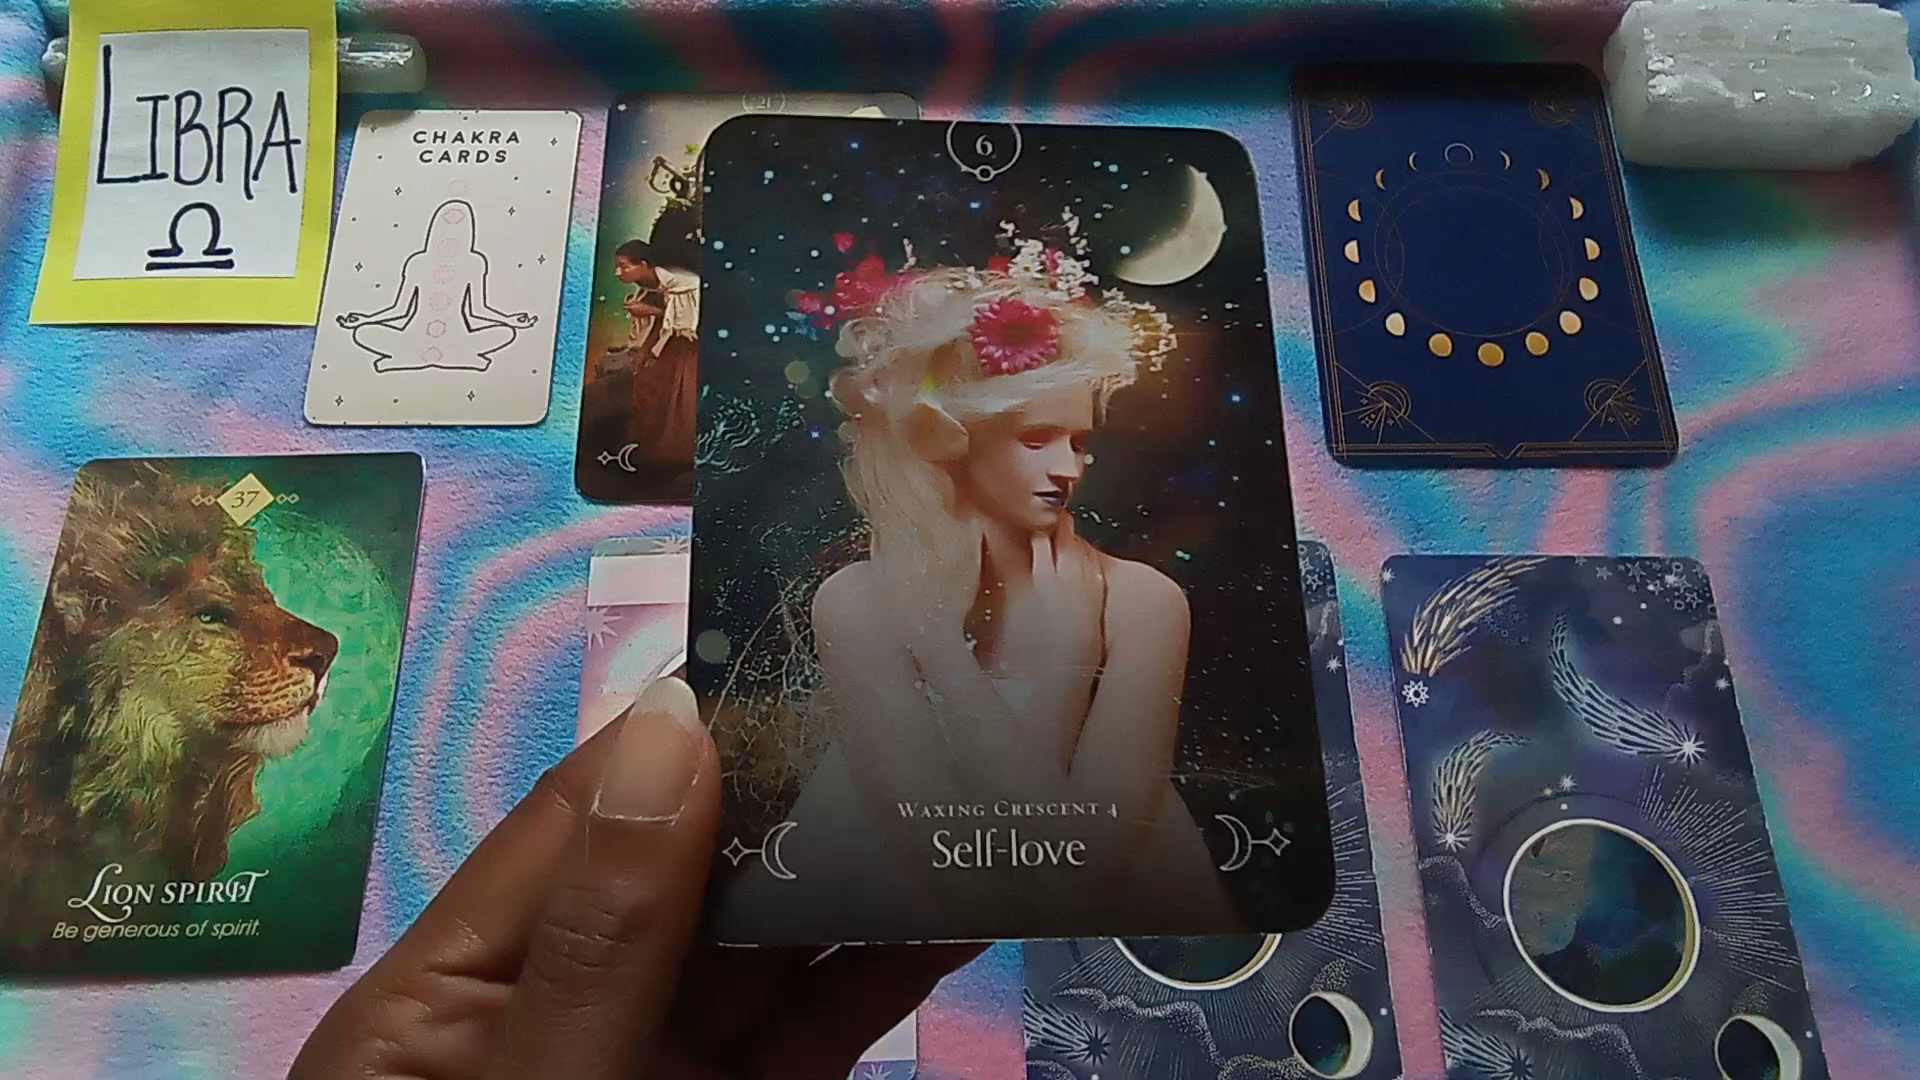 LIBRA
♎
CHAKRA
CARDS
21
6
WAXING CRESCENT 4
Self-love
37
LION SPIRIT
Be generous of spirit.